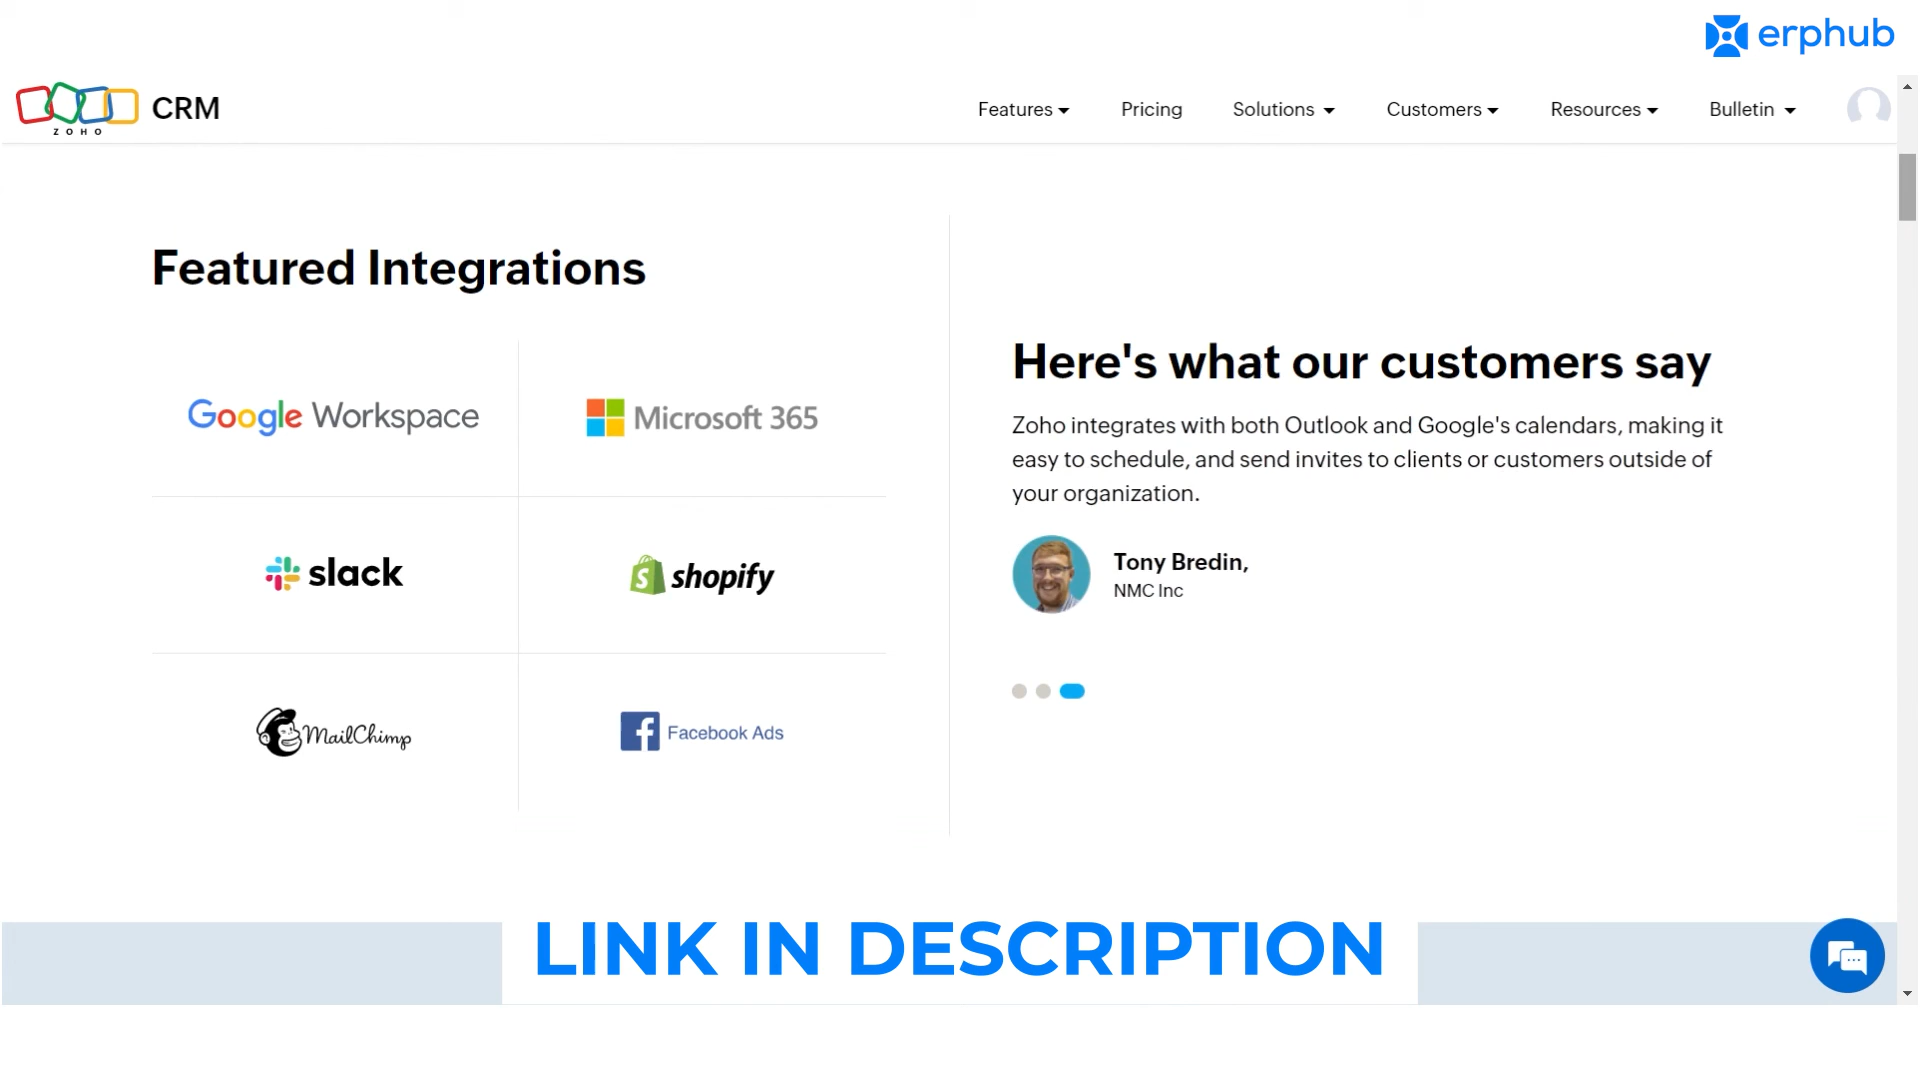 erphub
ZOHO
CRM
Features
Pricing
Solutions
Customers
Resources
Bulletin
Featured Integrations
Google Workspace
Microsoft 365
slack
shopify
MailChimp
Facebook Ads
Here's what our customers say
Zoho integrates with both Outlook and Google's calendars, making it
easy to schedule, and send invites to clients or customers outside of
your organization.
Tony Bredin,
NMC Inc
LINK IN DESCRIPTION